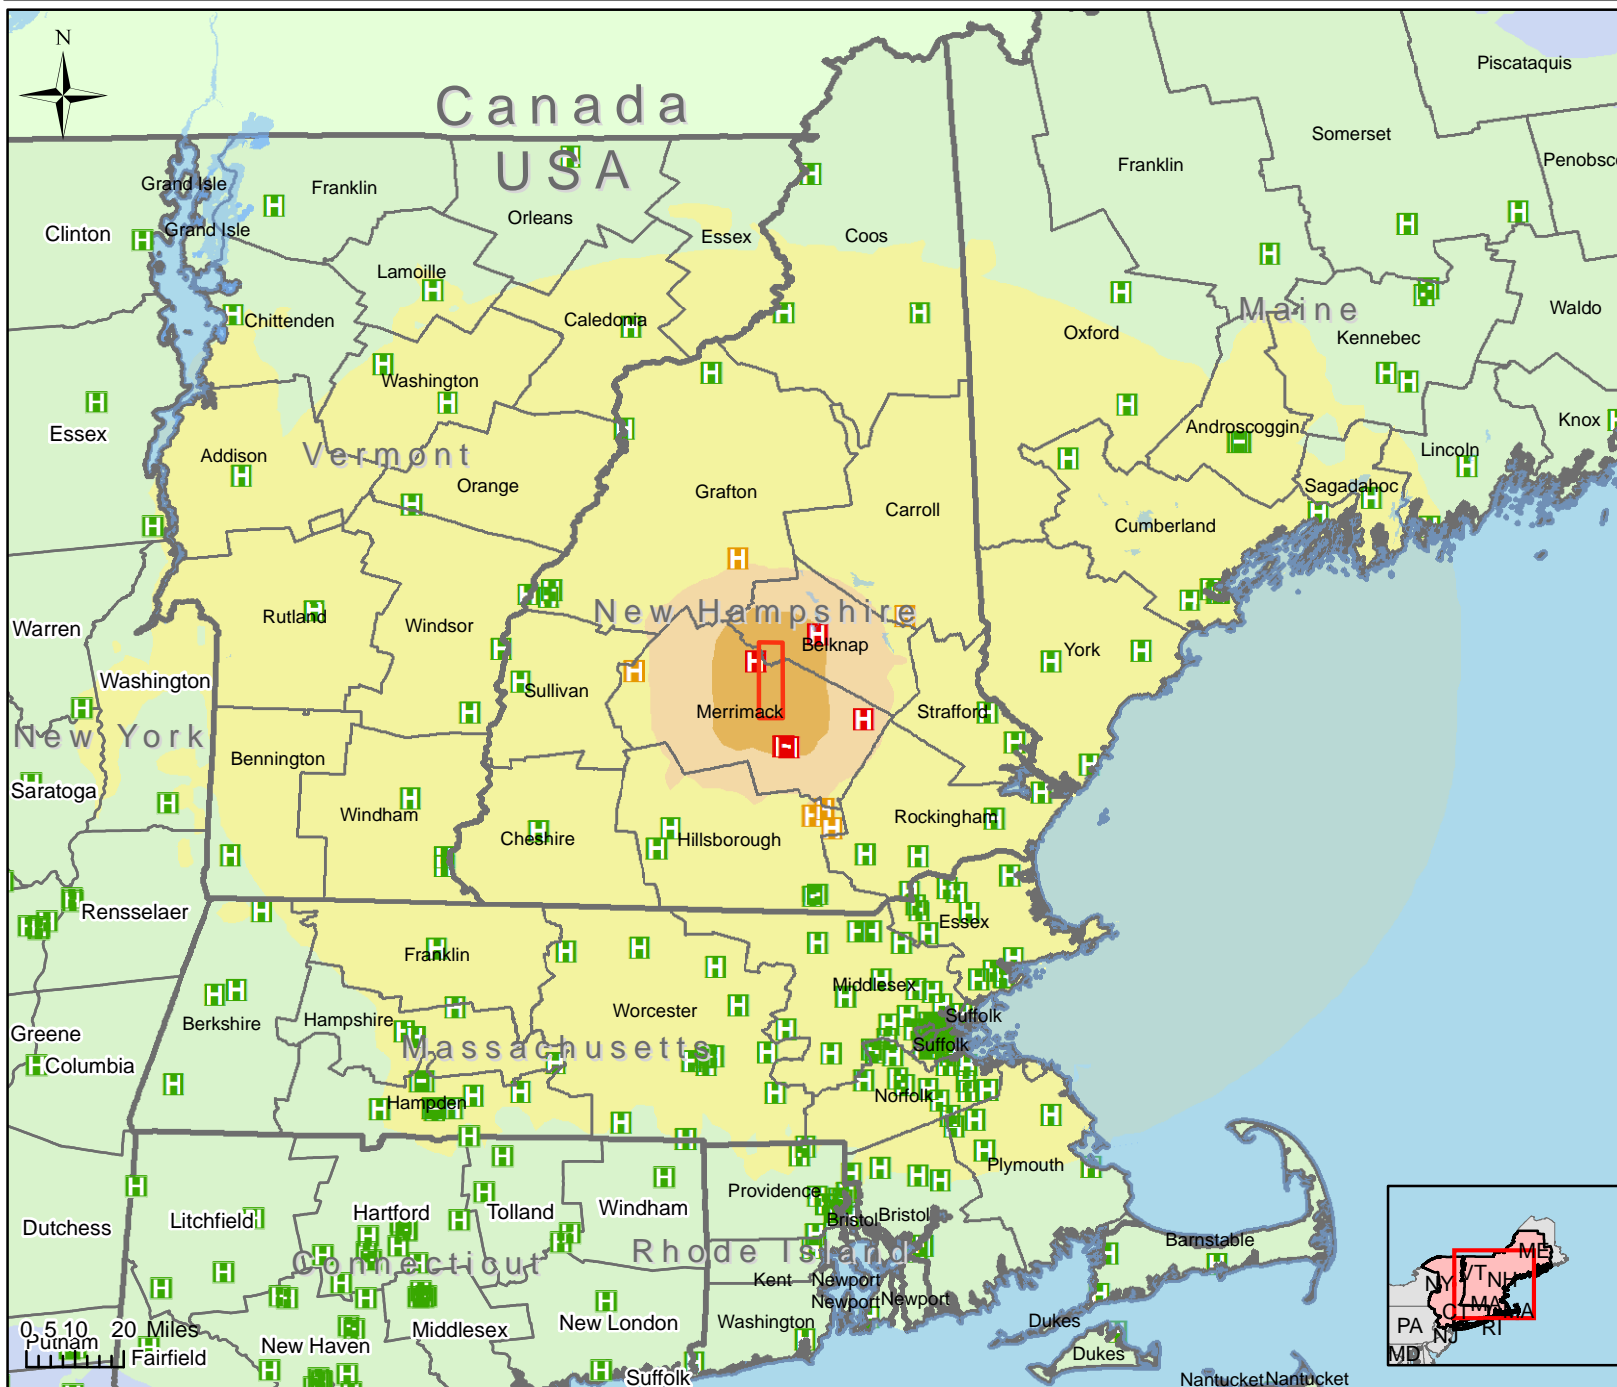 N
Canada
USA
Piscataquis
Somerset
Penobsc
Franklin
Grand Isle
Franklin
Orleans
Clinton
Grand Isle
Essex
Coos
Lamoille
Maine
Waldo
Chittenden
Caledonia
Oxford
Kennebec
Washington
Essex
Knox
Androscoggin
Addison
Vermont
Lincoln
Orange
Grafton
Sagadahoc
Carroll
Cumberland
New Hampshire
Rutland
Windsor
Warren
Belknap
York
Washington
Sullivan
Merrimack
Strafford
New York
Bennington
Saratoga
Windham
Rockingham
Cheshire
Hillsborough
Rensselaer
Essex
Franklin
Middlesex
Worcester
Suffolk
Hampshire
Berkshire
Greene
Massachusetts
Suffolk
Columbia
Norfolk
Hampden
Plymouth
Providence
Windham
Hartford
Tolland
Litchfield
Bristol
Bristol
Dutchess
Barnstable
Rhode Island
Connecticut
Kent
Newport
Newport
Newport
Washington
New London
Dukes
0 5 10 20 Miles
Middlesex
Putnam
New Haven
Dukes
Fairfield
Suffolk
Nantucket
Nantucket
ME
VT
NH
NY
MA
CT
MA
PA
RI
NJ
MD